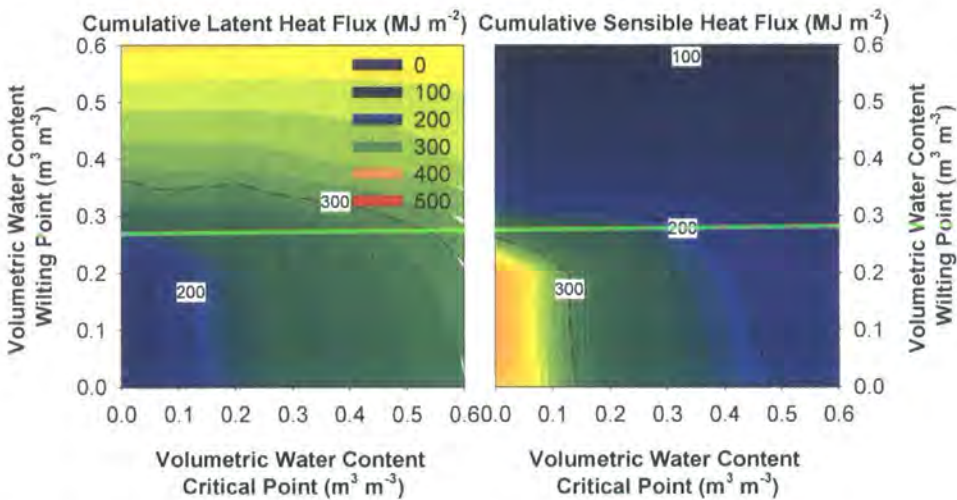 Cumulative Latent Heat Flux (MJ m-2)
Cumulative Sensible Heat Flux (MJ m-2)
Volumetric Water Content
Wilting Point (m3 m-3)
0.6
0.5
0.4
0.3
0.2
0.1
0.0
0
100
200
300
400
500
300
200
0.0 0.1 0.2 0.3 0.4 0.5 0.6
Volumetric Water Content
Critical Point (m3 m-3)
100
200
300
0.0 0.1 0.2 0.3 0.4 0.5 0.6
Volumetric Water Content
Critical Point (m3 m-3)
0.6
0.5
0.4
0.3
0.2
0.1
0.0
Volumetric Water Content
Wilting Point (m3 m-3)